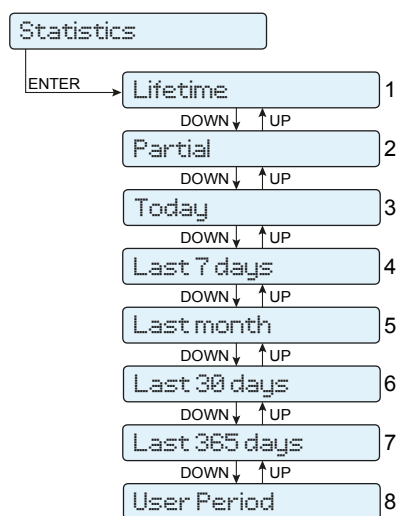 Statistics
ENTER
Lifetime 1
DOWN UP
Partial 2
DOWN UP
Today 3
DOWN UP
Last 7 days 4
DOWN UP
Last month 5
DOWN UP
Last 30 days 6
DOWN UP
Last 365 days 7
DOWN UP
User Period 8